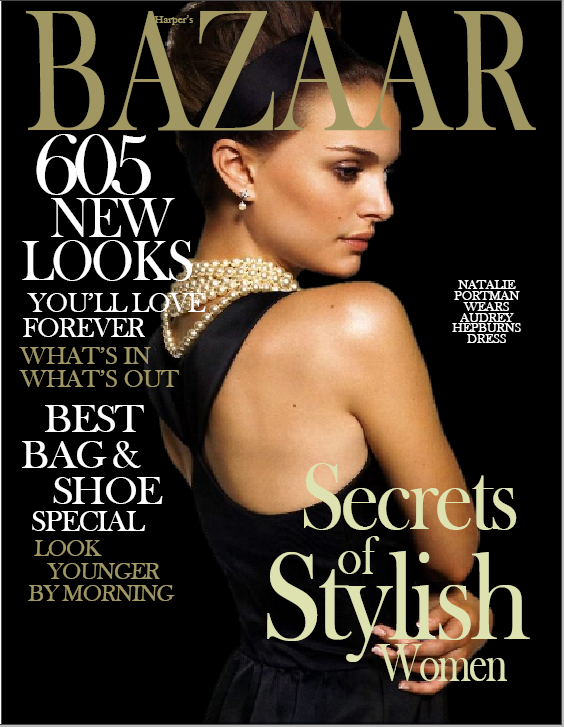 Harper's
BAZAAR
605
NEW
LOOKS
YOU'LL LOVE
FOREVER
WHAT'S IN
WHAT'S OUT
BEST
BAG &
SHOE
SPECIAL
LOOK
YOUNGER
BY MORNING
NATALIE
PORTMAN
WEARS
AUDREY
HEPBURNS
DRESS
Secrets
of
Stylish
Women